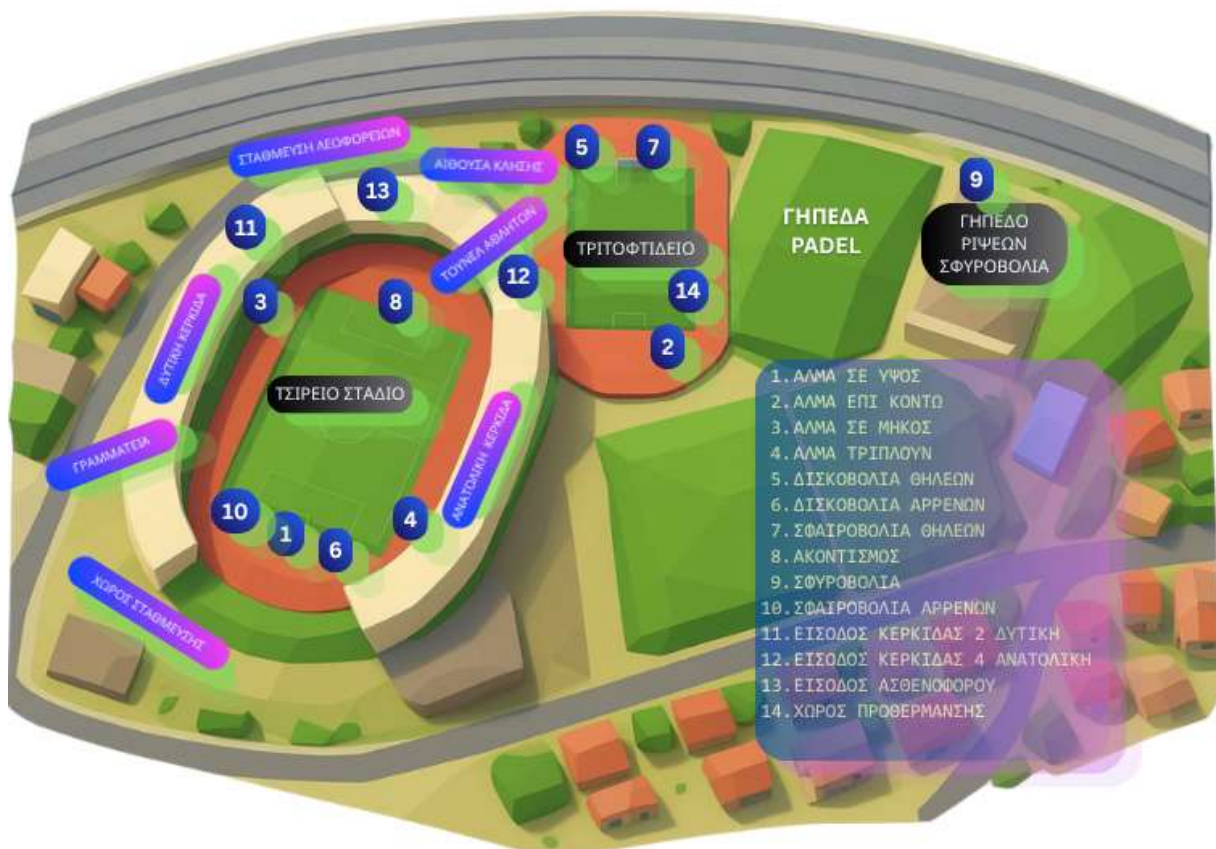 ΣΤΑΘΜΕΥΣΗ ΛΕΟΦΟΡΕΙΩΝ
ΑΙΘΟΥΣΑ ΚΛΗΣΗΣ
5
7
13
9
11
ΤΟΥΝΕΛ ΑΘΛΗΤΩΝ
ΓΗΠΕΔΑ
PADEL
ΓΗΠΕΔΟ
ΡΙΨΕΩΝ
ΣΦΥΡΟΒΟΛΙΑ
ΤΡΙΤΟΦΤΙΔΕΙΟ
12
14
3
8
2
ΔΥΤΙΚΗ ΚΕΡΚΙΔΑ
ΤΣΙΡΕΙΟ ΣΤΑΔΙΟ
ΑΝΑΤΟΛΙΚΗ ΚΕΡΚΙΔΑ
ΓΡΑΜΜΑΤΕΙΑ
10
1
6
4
ΧΩΡΟΣ ΣΤΑΘΜΕΥΣΗΣ
1.ΑΛΜΑ ΣΕ ΥΨΟΣ
2.ΑΛΜΑ ΕΠΙ ΚΟΝΤΩ
3.ΑΛΜΑ ΣΕ ΜΗΚΟΣ
4.ΑΛΜΑ ΤΡΙΠΛΟΥΝ
5.ΔΙΣΚΟΒΟΛΙΑ ΘΗΛΕΩΝ
6.ΔΙΣΚΟΒΟΛΙΑ ΑΡΡΕΝΩΝ
7.ΣΦΑΙΡΟΒΟΛΙΑ ΘΗΛΕΩΝ
8.ΑΚΟΝΤΙΣΜΟΣ
9.ΣΦΥΡΟΒΟΛΙΑ
10.ΣΦΑΙΡΟΒΟΛΙΑ ΑΡΡΕΝΩΝ
11.ΕΙΣΟΔΟΣ ΚΕΡΚΙΔΑΣ 2 ΔΥΤΙΚΗ
12.ΕΙΣΟΔΟΣ ΚΕΡΚΙΔΑΣ 4 ΑΝΑΤΟΛΙΚΗ
13.ΕΙΣΟΔΟΣ ΑΣΘΕΝΟΦΟΡΟΥ
14.ΧΩΡΟΣ ΠΡΟΘΕΡΜΑΝΣΗΣ